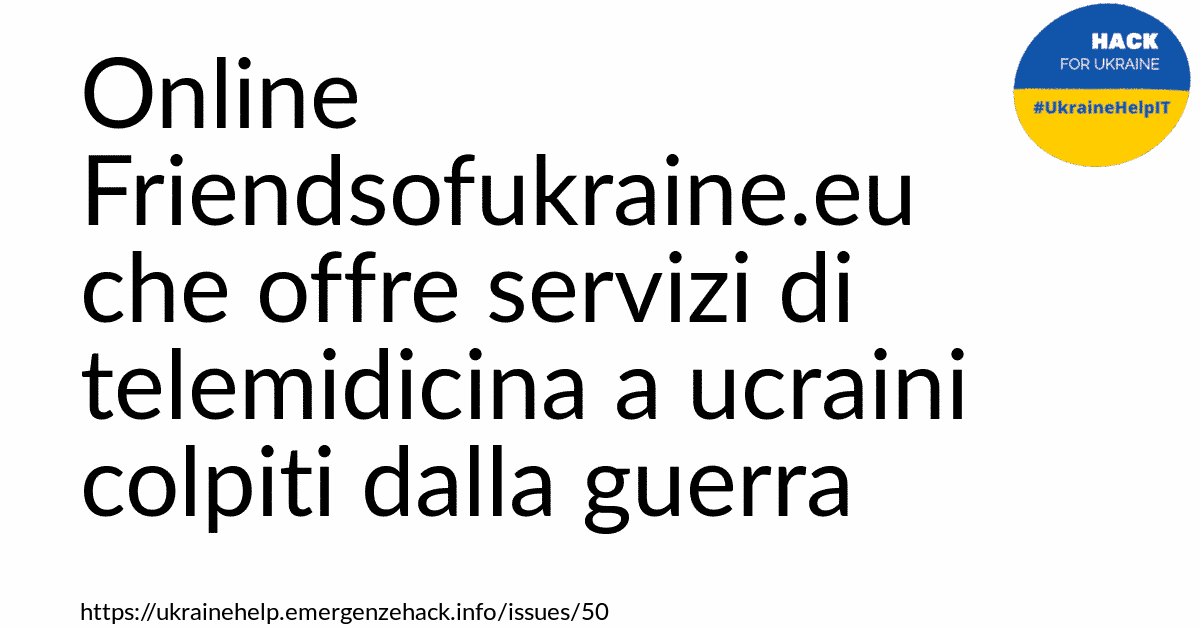 HACK
FOR UKRAINE
#UkraineHelpIT
Online
Friendsofukraine.eu
che offre servizi di
telemidicina a ucraini
colpiti dalla guerra
https://ukrainehelp.emergenzehack.info/issues/50